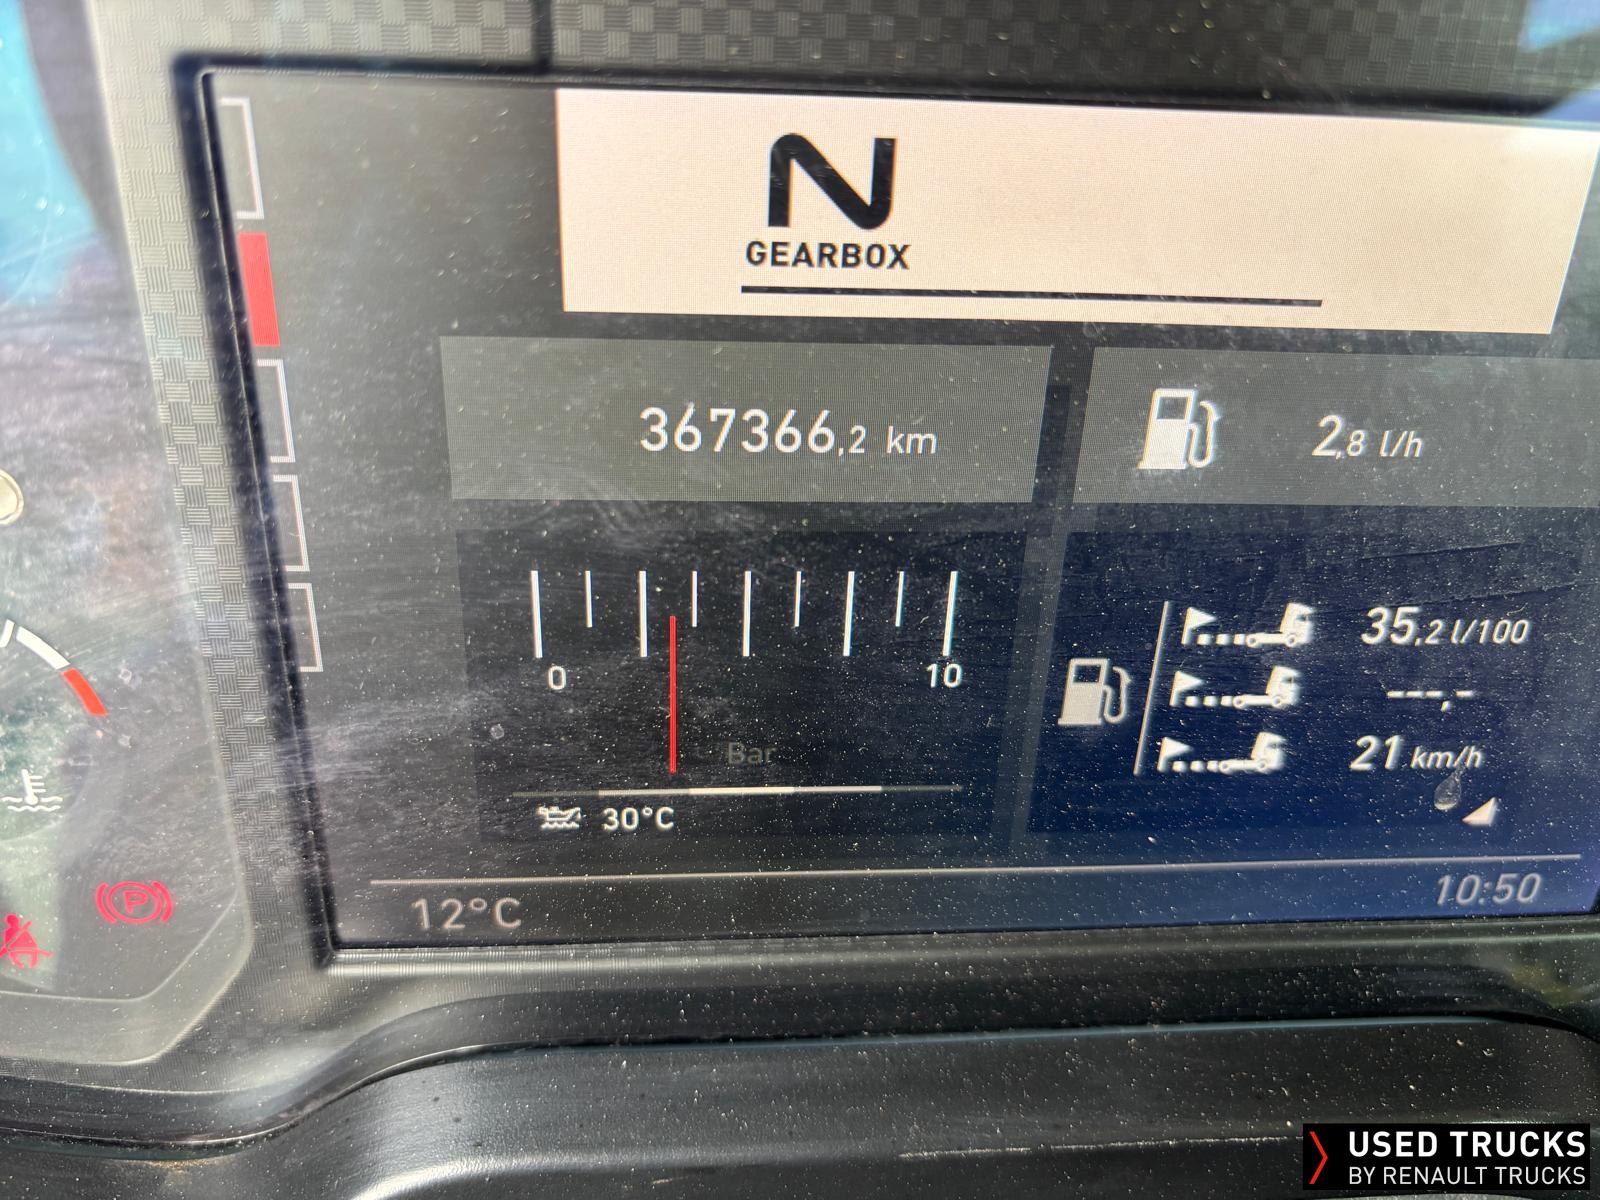 N
GEARBOX
367366,2 km
2,8 l/h
0
10
Bar
30°C
35,2 l/100
---,-
21 km/h
12°C
10:50
P
USED TRUCKS
BY RENAULT TRUCKS